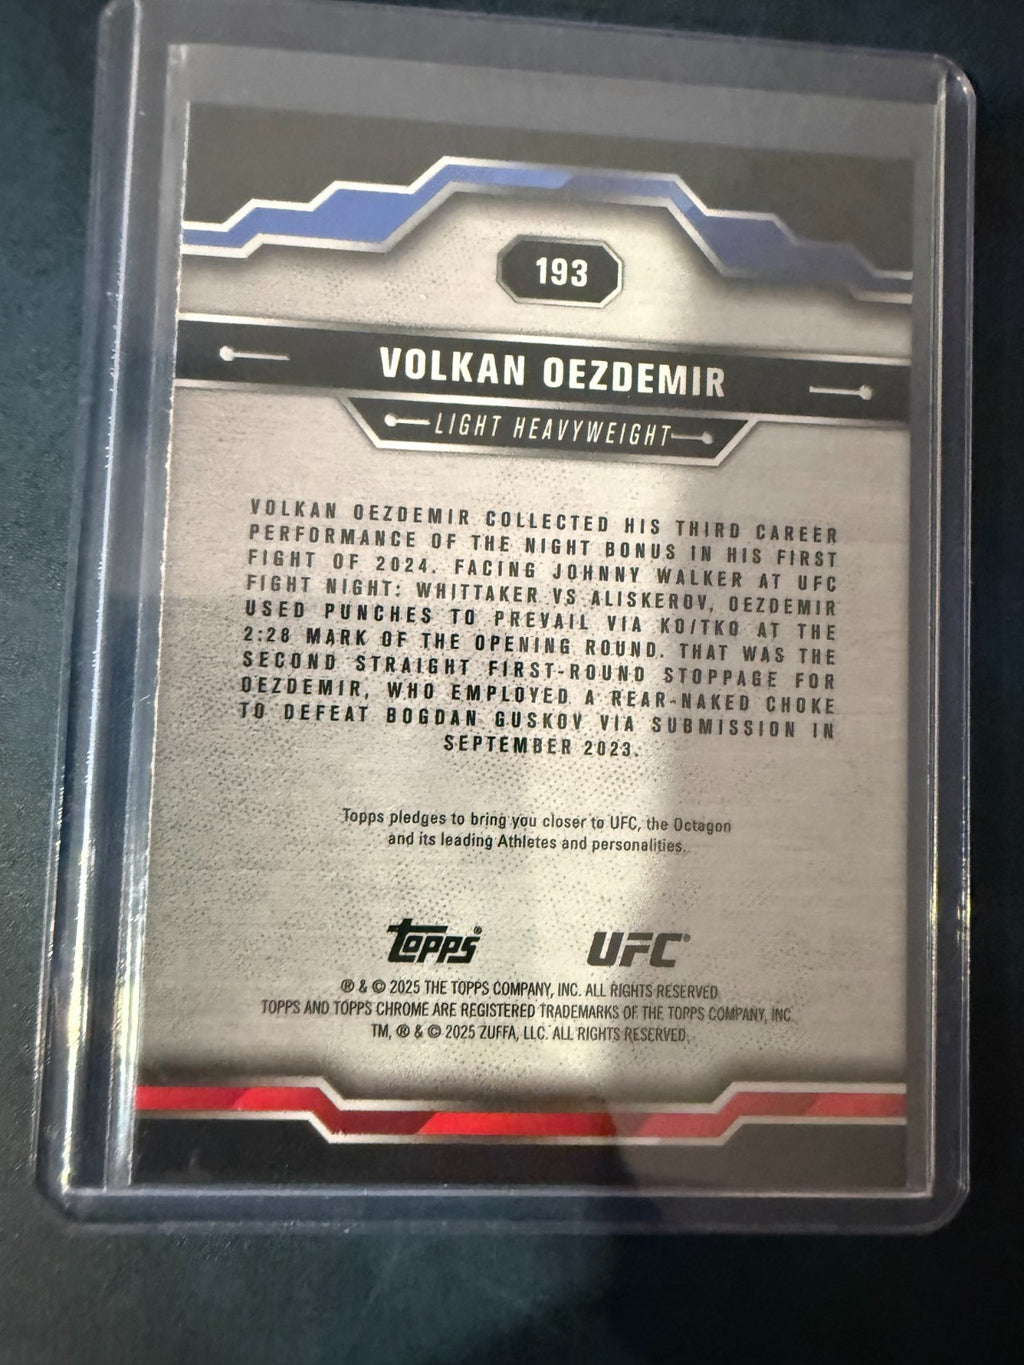 193
VOLKAN OEZDEMIR
LIGHT HEAVYWEIGHT
VOLKAN OEZDEMIR COLLECTED HIS THIRD CAREER
PERFORMANCE OF THE NIGHT BONUS IN HIS FIRST
FIGHT OF 2024. FACING JOHNNY WALKER AT UFC
FIGHT NIGHT: WHITTAKER VS ALISKEROV, OEZDEMIR
USED PUNCHES TO PREVAIL VIA KO/TKO AT THE
2:28 MARK OF THE OPENING ROUND. THAT WAS THE
SECOND STRAIGHT FIRST-ROUND STOPPAGE FOR
OEZDEMIR, WHO EMPLOYED A REAR-NAKED CHOKE
TO DEFEAT BOGDAN GUSKOV VIA SUBMISSION IN
SEPTEMBER 2023.
Topps pledges to bring you closer to UFC, the Octagon
and its leading Athletes and personalities.
topps® UFC®
® & © 2025 THE TOPPS COMPANY, INC. ALL RIGHTS RESERVED
TOPPS AND TOPPS CHROME ARE REGISTERED TRADEMARKS OF THE TOPPS COMPANY, INC.
TM, ® & © 2025 ZUFFA, LLC. ALL RIGHTS RESERVED.